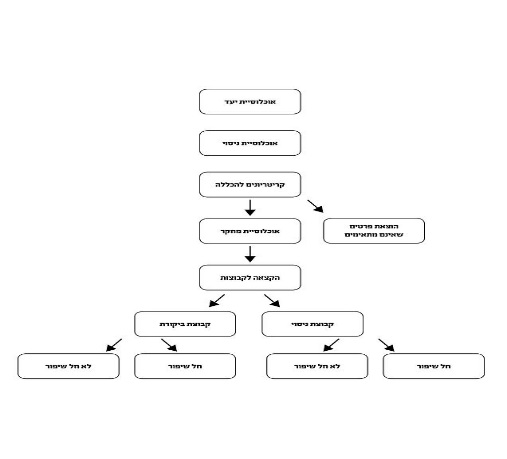 אוכלוסיית יעד
אוכלוסיית ניסוי
קריטריונים להכללה
הוצאת פרטים
שאינם מתאימים
אוכלוסיית מחקר
הקצאה לקבוצות
קבוצת ניסוי
קבוצת ביקורת
חל שיפור
לא חל שיפור
חל שיפור
לא חל שיפור